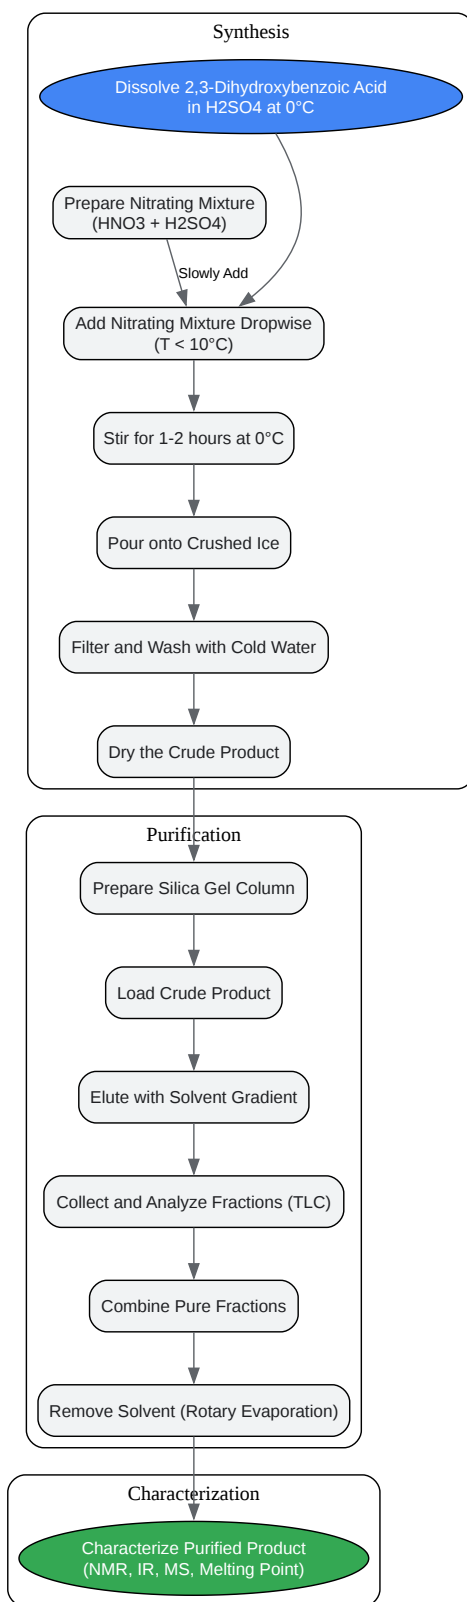 Synthesis
Dissolve 2,3-Dihydroxybenzoic Acid
in H2SO4 at 0°C
Prepare Nitrating Mixture
(HNO3 + H2SO4)
Slowly Add
Add Nitrating Mixture Dropwise
(T < 10°C)
Stir for 1-2 hours at 0°C
Pour onto Crushed Ice
Filter and Wash with Cold Water
Dry the Crude Product
Purification
Prepare Silica Gel Column
Load Crude Product
Elute with Solvent Gradient
Collect and Analyze Fractions (TLC)
Combine Pure Fractions
Remove Solvent (Rotary Evaporation)
Characterization
Characterize Purified Product
(NMR, IR, MS, Melting Point)